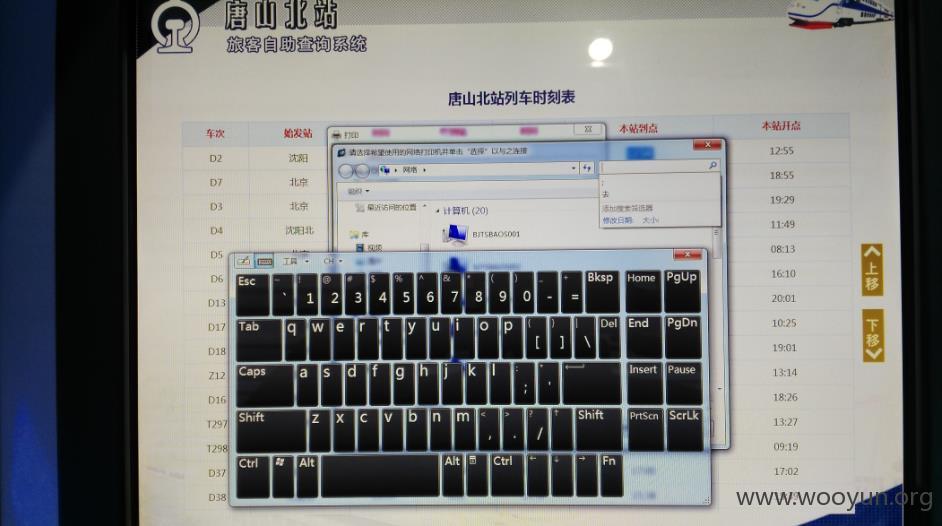 唐山北站
旅客自助查询系统
唐山北站列车时刻表
车次 始发站 本站到点 本站开点
打印
请选择希望使用的网络打印机并单击“选择”以与之连接
网络
组织
最近访问的位置
库
视频
计算机 (20)
BJTSBAOS001
去
添加搜索筛选器
修改日期: 大小:
D2 沈阳 12:55
D7 北京 18:55
D3 北京 19:29
D4 沈阳北 11:49
D5 08:13
D6 16:10
D13 20:01
D17 10:25
D18 19:01
Z12 13:14
D16 18:26
T297 13:27
T298 09:19
D37 17:02
D38
上移
下移
工具 CH
Esc ~ ` ! 1 @ 2 # 3 $ 4 % 5 ^ 6 & 7 * 8 ( 9 ) 0 _ - + = Bksp Home PgUp
Tab q w e r t y u i o p { [ } ] | \ Del End PgDn
Caps a s d f g h j k l : ; " ' Insert Pause
Shift z x c v b n m < , > . ? / Shift PrtScn ScrLk
Ctrl Alt Alt Ctrl Fn
www.wooyun.org